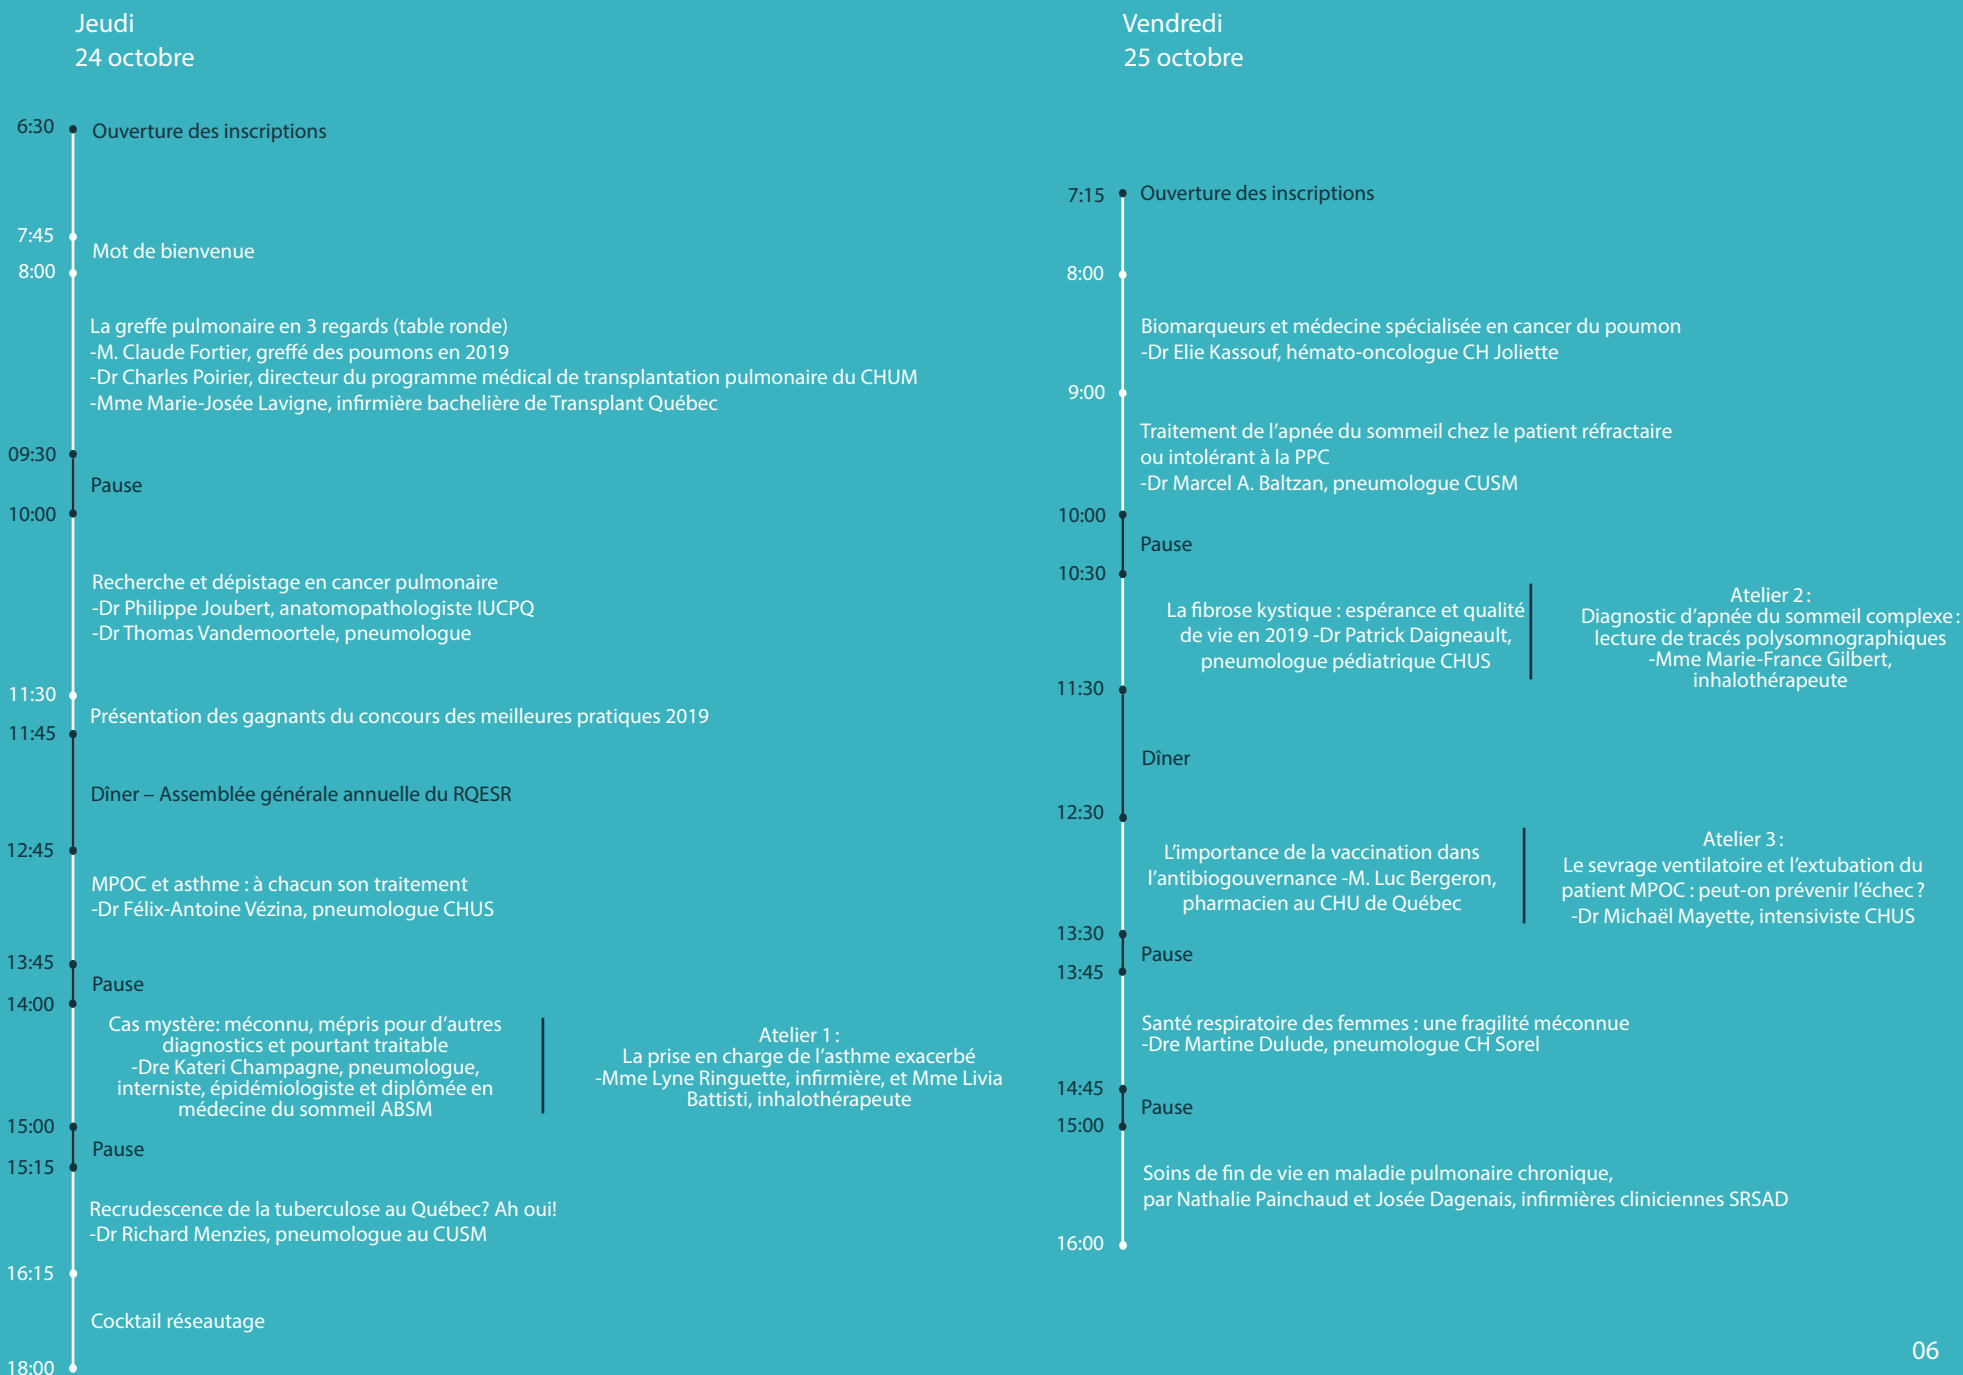 Jeudi
24 octobre
6:30
Ouverture des inscriptions
7:45
Mot de bienvenue
8:00
La greffe pulmonaire en 3 regards (table ronde)
-M. Claude Fortier, greffé des poumons en 2019
-Dr Charles Poirier, directeur du programme médical de transplantation pulmonaire du CHUM
-Mme Marie-Josée Lavigne, infirmière bachelière de Transplant Québec
09:30
Pause
10:00
Recherche et dépistage en cancer pulmonaire
-Dr Philippe Joubert, anatomopathologiste IUCPQ
-Dr Thomas Vandemoortele, pneumologue
11:30
Présentation des gagnants du concours des meilleures pratiques 2019
11:45
Dîner – Assemblée générale annuelle du RQESR
12:45
MPOC et asthme : à chacun son traitement
-Dr Félix-Antoine Vézina, pneumologue CHUS
13:45
Pause
14:00
Cas mystère: méconnu, mépris pour d'autres
diagnostics et pourtant traitable
-Dre Kateri Champagne, pneumologue,
interniste, épidémiologiste et diplômée en
médecine du sommeil ABSM
Atelier 1 :
La prise en charge de l'asthme exacerbé
-Mme Lyne Ringuette, infirmière, et Mme Livia
Battisti, inhalothérapeute
15:00
Pause
15:15
Recrudescence de la tuberculose au Québec? Ah oui!
-Dr Richard Menzies, pneumologue au CUSM
16:15
Cocktail réseautage
18:00
Vendredi
25 octobre
7:15
Ouverture des inscriptions
8:00
Biomarqueurs et médecine spécialisée en cancer du poumon
-Dr Elie Kassouf, hémato-oncologue CH Joliette
9:00
Traitement de l'apnée du sommeil chez le patient réfractaire
ou intolérant à la PPC
-Dr Marcel A. Baltzan, pneumologue CUSM
10:00
Pause
10:30
La fibrose kystique : espérance et qualité
de vie en 2019 -Dr Patrick Daigneault,
pneumologue pédiatrique CHUS
Atelier 2 :
Diagnostic d'apnée du sommeil complexe :
lecture de tracés polysomnographiques
-Mme Marie-France Gilbert,
inhalothérapeute
11:30
Dîner
12:30
L'importance de la vaccination dans
l'antibiogouvernance -M. Luc Bergeron,
pharmacien au CHU de Québec
Atelier 3 :
Le sevrage ventilatoire et l'extubation du
patient MPOC : peut-on prévenir l'échec ?
-Dr Michaël Mayette, intensiviste CHUS
13:30
Pause
13:45
Santé respiratoire des femmes : une fragilité méconnue
-Dre Martine Dulude, pneumologue CH Sorel
14:45
Pause
15:00
Soins de fin de vie en maladie pulmonaire chronique,
par Nathalie Painchaud et Josée Dagenais, infirmières cliniciennes SRSAD
16:00
06